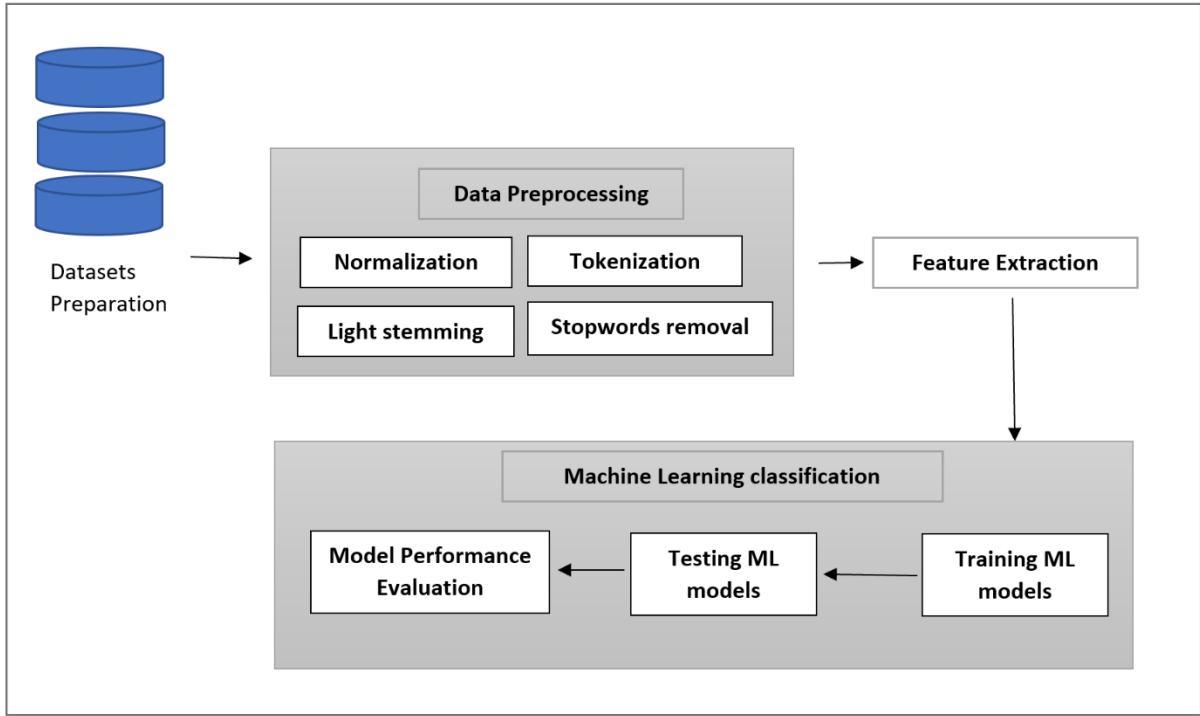 Datasets
Preparation
Data Preprocessing
Normalization
Tokenization
Light stemming
Stopwords removal
Feature Extraction
Machine Learning classification
Model Performance
Evaluation
Testing ML
models
Training ML
models